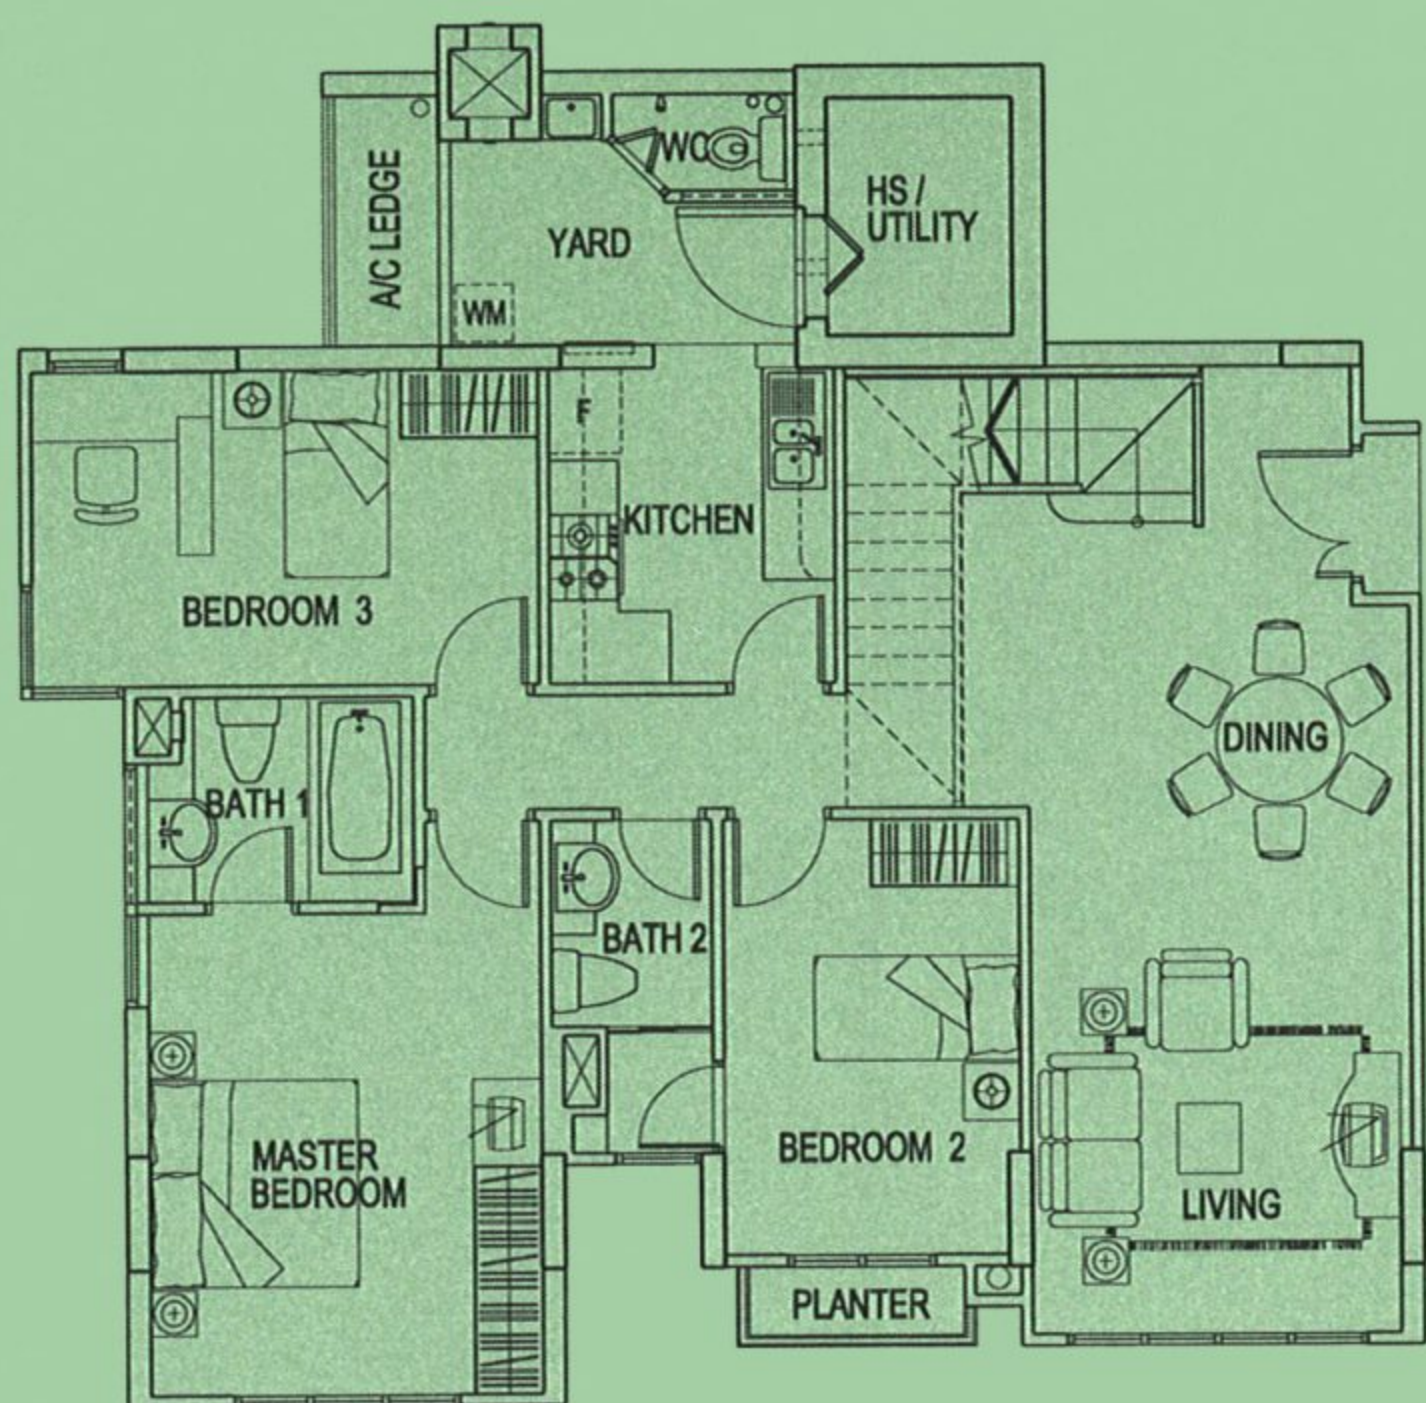 A/C LEDGE
WC
HS /
UTILITY
YARD
WM
F
KITCHEN
BEDROOM 3
DINING
BATH 1
BATH 2
MASTER
BEDROOM
BEDROOM 2
LIVING
PLANTER